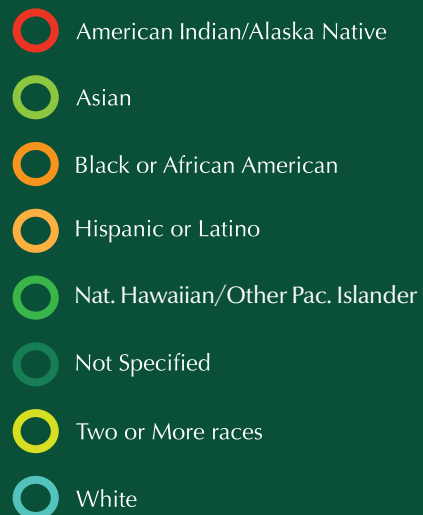 American Indian/Alaska Native
Asian
Black or African American
Hispanic or Latino
Nat. Hawaiian/Other Pac. Islander
Not Specified
Two or More races
White